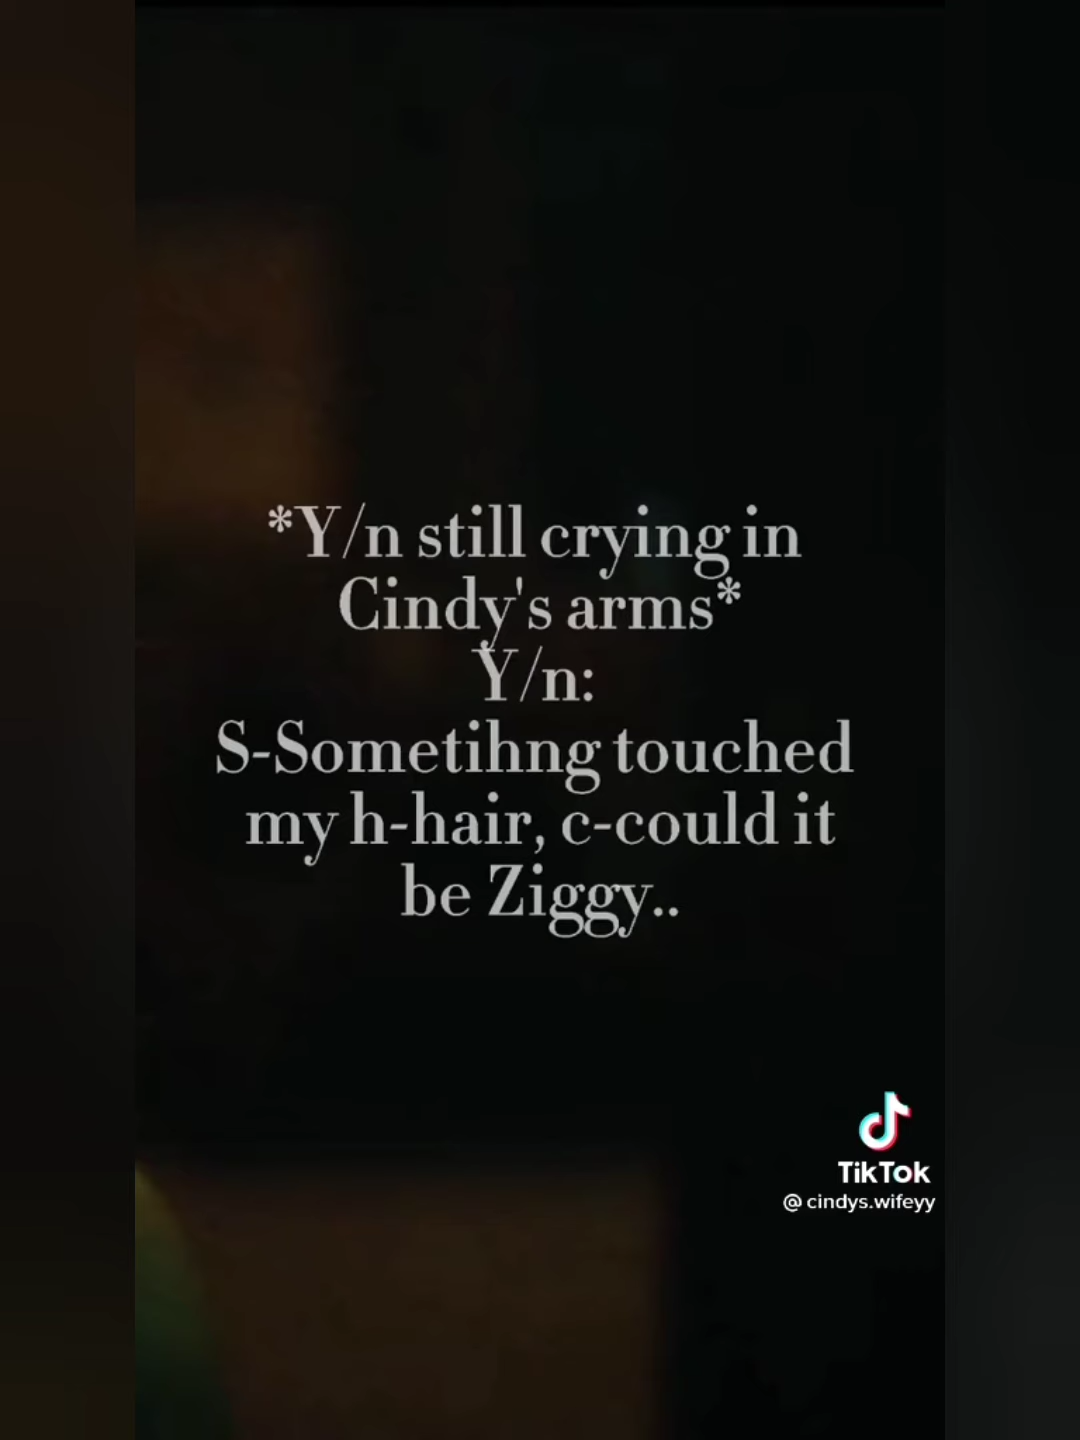 *Y/n still crying in
Cindy's arms*
Y/n:
S-Sometihng touched
my h-hair, c-could it
be Ziggy..
TikTok
@cindys.wifeyy